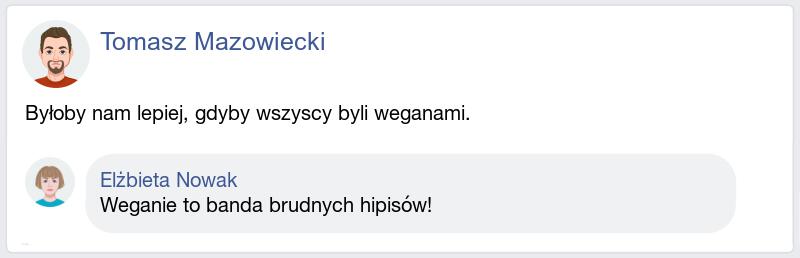 Tomasz Mazowiecki
Byłoby nam lepiej, gdyby wszyscy byli weganami.
Elżbieta Nowak
Weganie to banda brudnych hipisów!